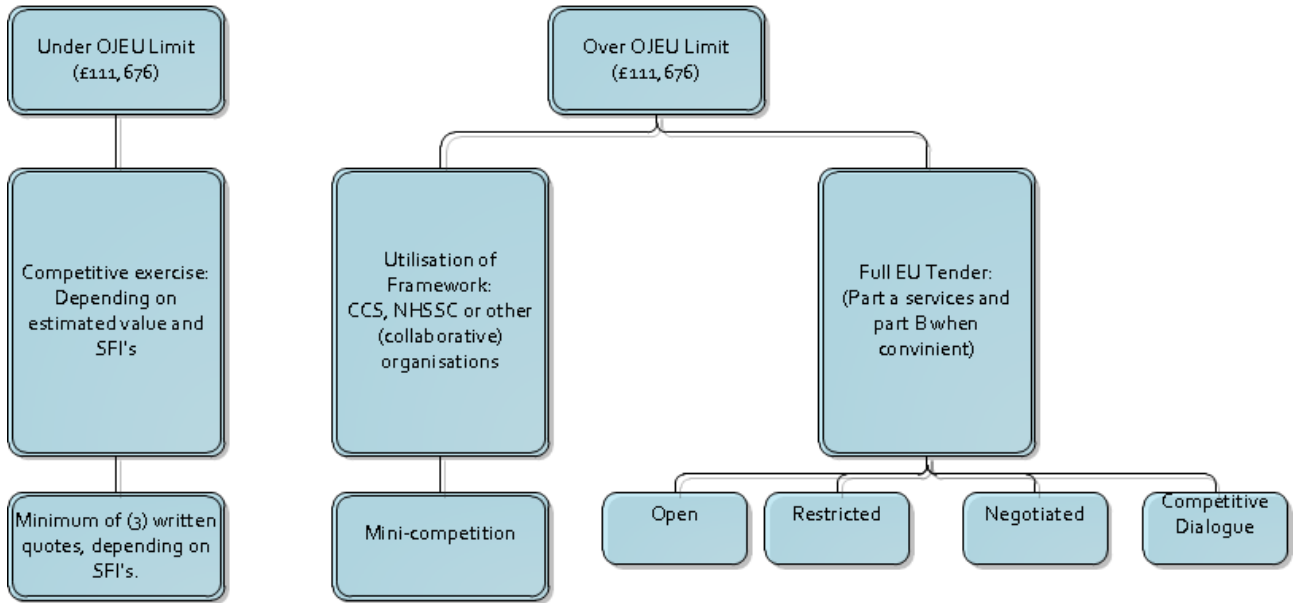 Under OJEU Limit
(£111,676)
Over OJEU Limit
(£111,676)
Competitive exercise:
Depending on
estimated value and
SFI's
Utilisation of
Framework:
CCS, NHSSC or other
(collaborative)
organisations
Full EU Tender:
(Part a services and
part B when
convinient)
Minimum of (3) written
quotes, depending on
SFI's.
Mini-competition
Open
Restricted
Negotiated
Competitive
Dialogue